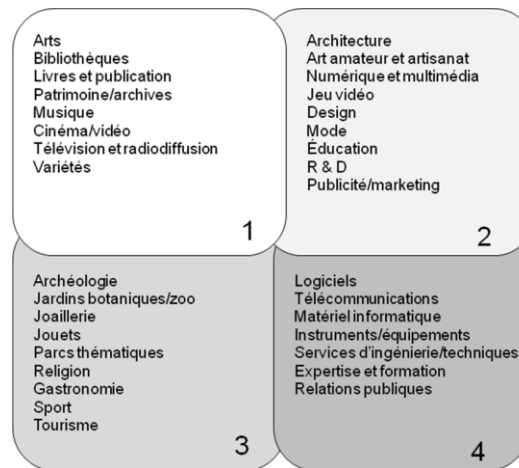 Arts
Bibliothèques
Livres et publication
Patrimoine/archives
Musique
Cinéma/vidéo
Télévision et radiodiffusion
Variétés
1
Architecture
Art amateur et artisanat
Numérique et multimédia
Jeu vidéo
Design
Mode
Éducation
R & D
Publicité/marketing
2
Archéologie
Jardins botaniques/zoo
Joaillerie
Jouets
Parcs thématiques
Religion
Gastronomie
Sport
Tourisme
3
Logiciels
Télécommunications
Matériel informatique
Instruments/équipements
Services d'ingénierie/techniques
Expertise et formation
Relations publiques
4